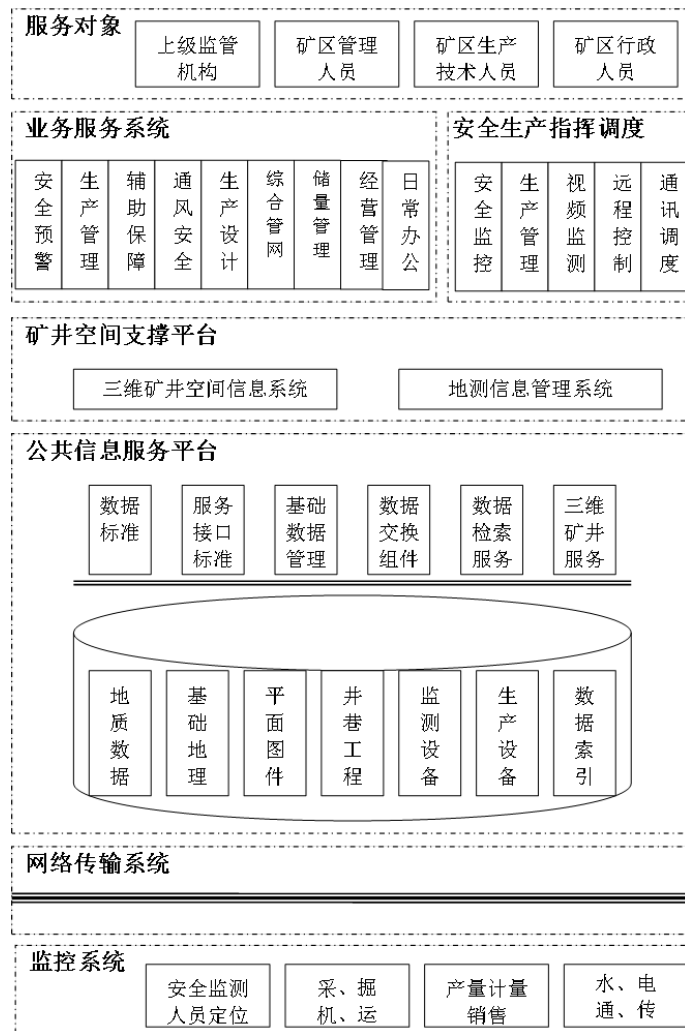 服务对象
上级监管
机构
矿区管理
人员
矿区生产
技术人员
矿区行政
人员
业务服务系统
安全预警
生产管理
辅助保障
通风安全
生产设计
综合管网
储量管理
经营管理
日常办公
安全生产指挥调度
安全监控
生产管理
视频监测
远程控制
通讯调度
矿井空间支撑平台
三维矿井空间信息系统
地测信息管理系统
公共信息服务平台
数据
标准
服务
接口
标准
基础
数据
管理
数据
交换
组件
数据
检索
服务
三维
矿井
服务
地质数据
基础地理
平面图件
井巷工程
监测设备
生产设备
数据索引
网络传输系统
监控系统
安全监测
人员定位
采、掘
机、运
产量计量
销售
水、电
通、传